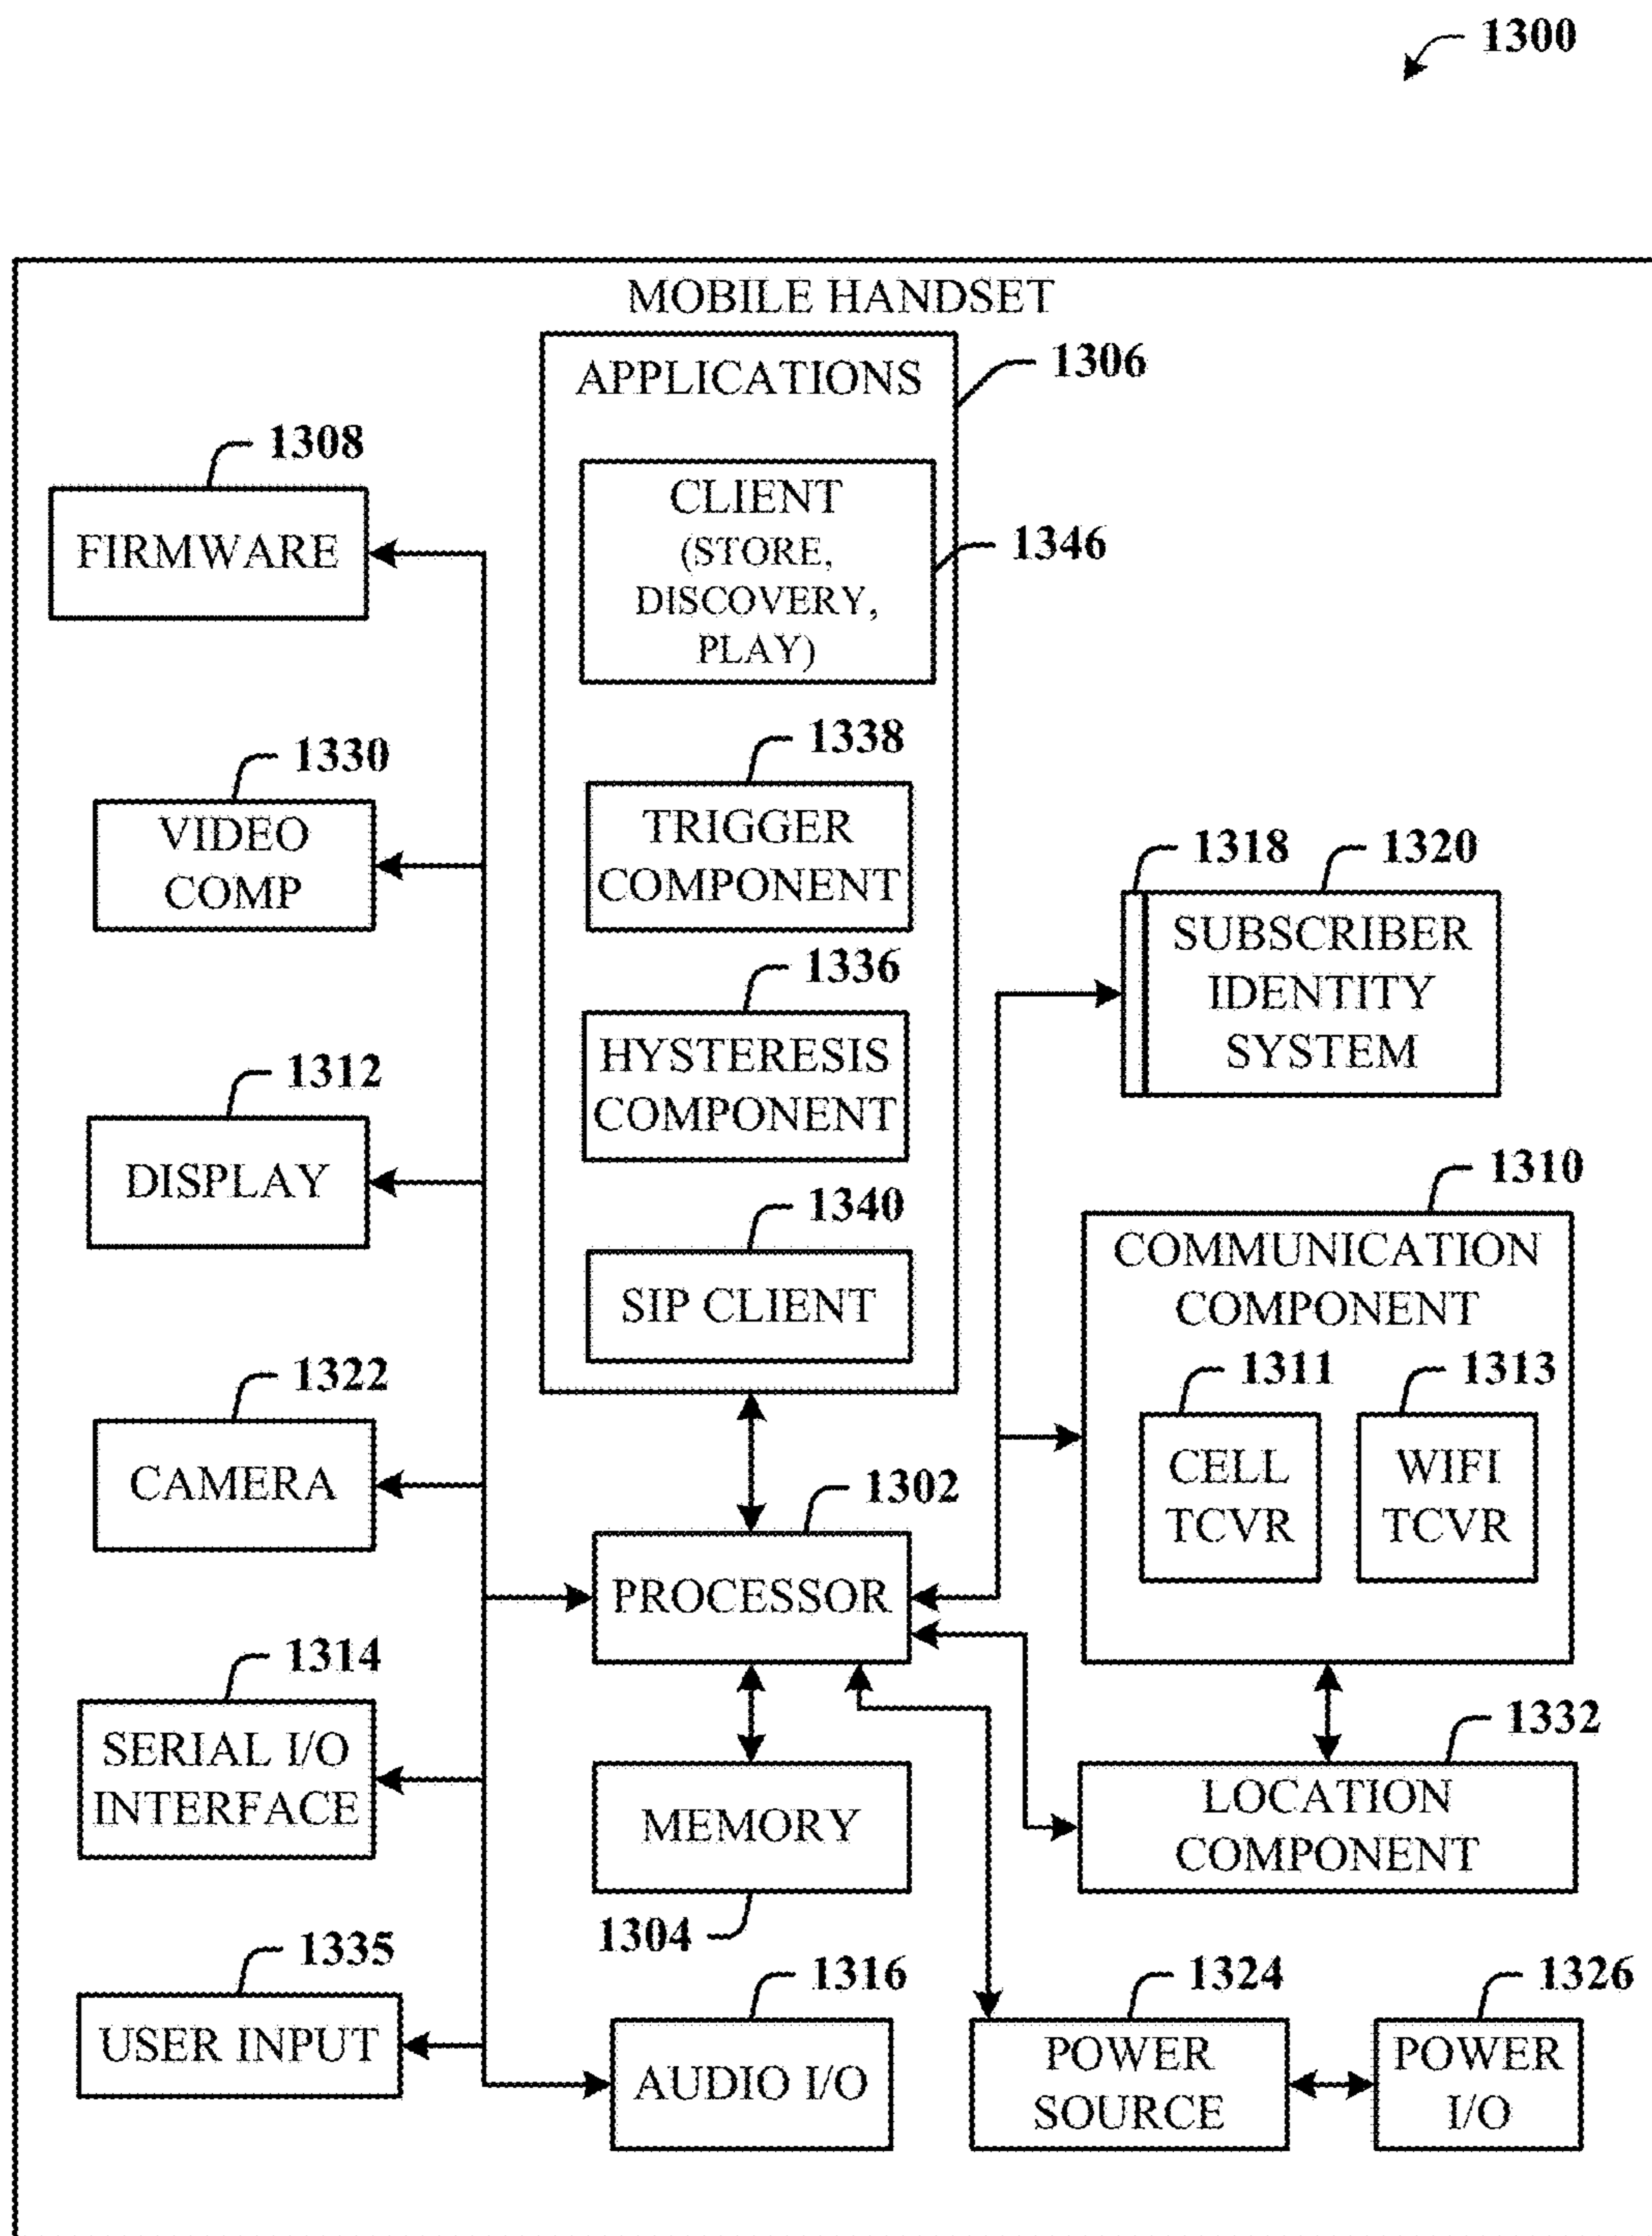 1300
MOBILE HANDSET
1306
APPLICATIONS
1346
CLIENT
(STORE,
DISCOVERY,
PLAY)
1338
TRIGGER
COMPONENT
1336
HYSTERESIS
COMPONENT
1340
SIP CLIENT
1308
FIRMWARE
1330
VIDEO
COMP
1312
DISPLAY
1322
CAMERA
1314
SERIAL I/O
INTERFACE
1335
USER INPUT
1302
PROCESSOR
MEMORY
1304
1316
AUDIO I/O
1318
1320
SUBSCRIBER
IDENTITY
SYSTEM
1310
COMMUNICATION
COMPONENT
1311
CELL
TCVR
1313
WIFI
TCVR
1332
LOCATION
COMPONENT
1324
POWER
SOURCE
1326
POWER
I/O